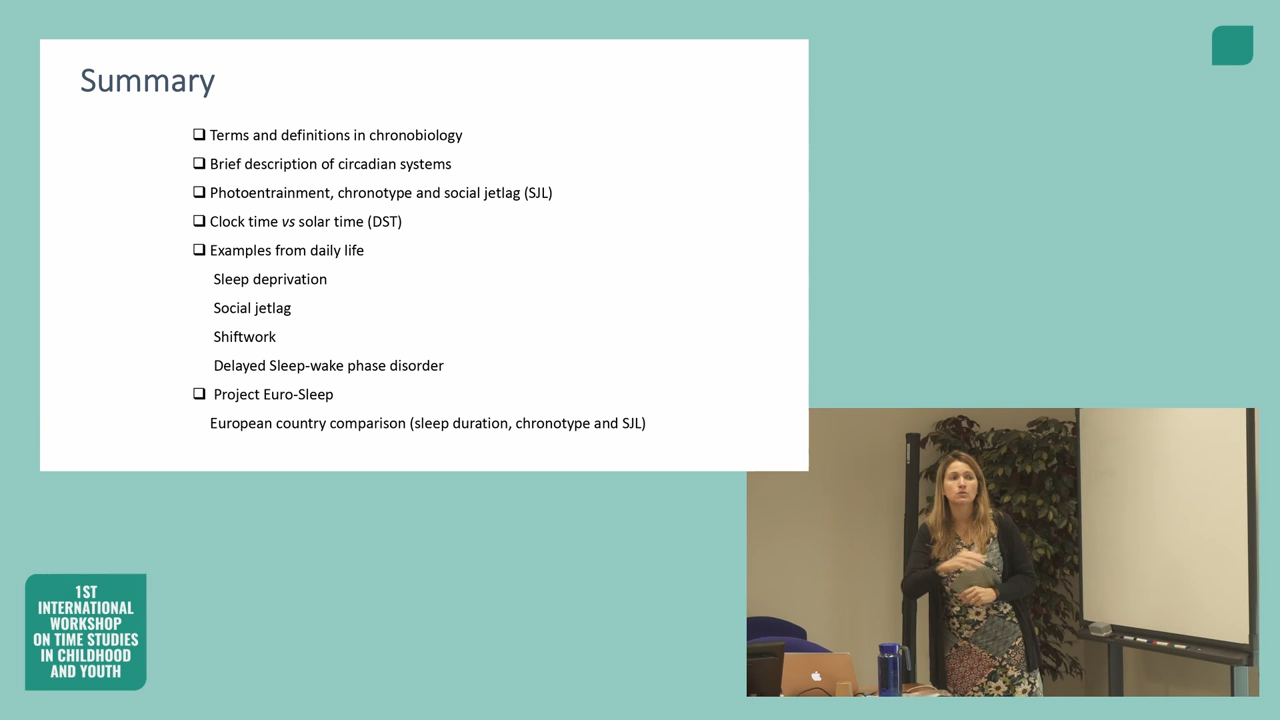 Summary
❑ Terms and definitions in chronobiology
❑ Brief description of circadian systems
❑ Photoentrainment, chronotype and social jetlag (SJL)
❑ Clock time vs solar time (DST)
❑ Examples from daily life
Sleep deprivation
Social jetlag
Shiftwork
Delayed Sleep-wake phase disorder
❑ Project Euro-Sleep
European country comparison (sleep duration, chronotype and SJL)
1ST
INTERNATIONAL
WORKSHOP
ON TIME STUDIES
IN CHILDHOOD
AND YOUTH